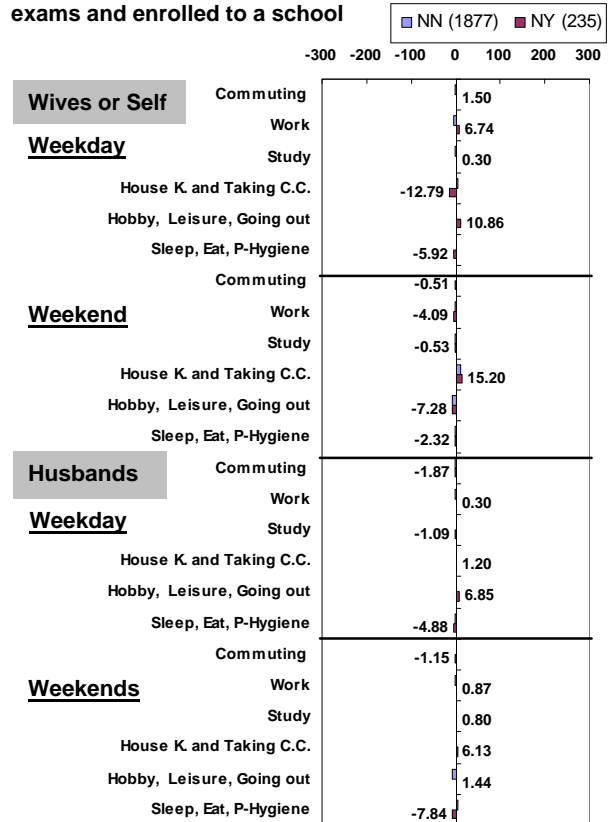 exams and enrolled to a school
NN (1877) NY (235)
-300 -200 -100 0 100 200 300
Wives or Self
Weekday
Commuting 1.50
Work 6.74
Study 0.30
House K. and Taking C.C. -12.79
Hobby, Leisure, Going out 10.86
Sleep, Eat, P-Hygiene -5.92
Weekend
Commuting -0.51
Work -4.09
Study -0.53
House K. and Taking C.C. 15.20
Hobby, Leisure, Going out -7.28
Sleep, Eat, P-Hygiene -2.32
Husbands
Weekday
Commuting -1.87
Work 0.30
Study -1.09
House K. and Taking C.C. 1.20
Hobby, Leisure, Going out 6.85
Sleep, Eat, P-Hygiene -4.88
Weekends
Commuting -1.15
Work 0.87
Study 0.80
House K. and Taking C.C. 6.13
Hobby, Leisure, Going out 1.44
Sleep, Eat, P-Hygiene -7.84